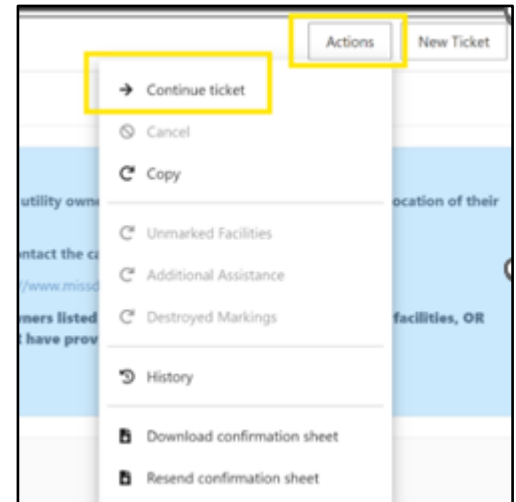 Actions New Ticket
Continue ticket
Cancel
Copy
utility owne ocation of their
Unmarked Facilities
ntact the ca
Additional Assistance
//www.missd
ners listed Destroyed Markings facilities, OR
have prov
History
Download confirmation sheet
Resend confirmation sheet